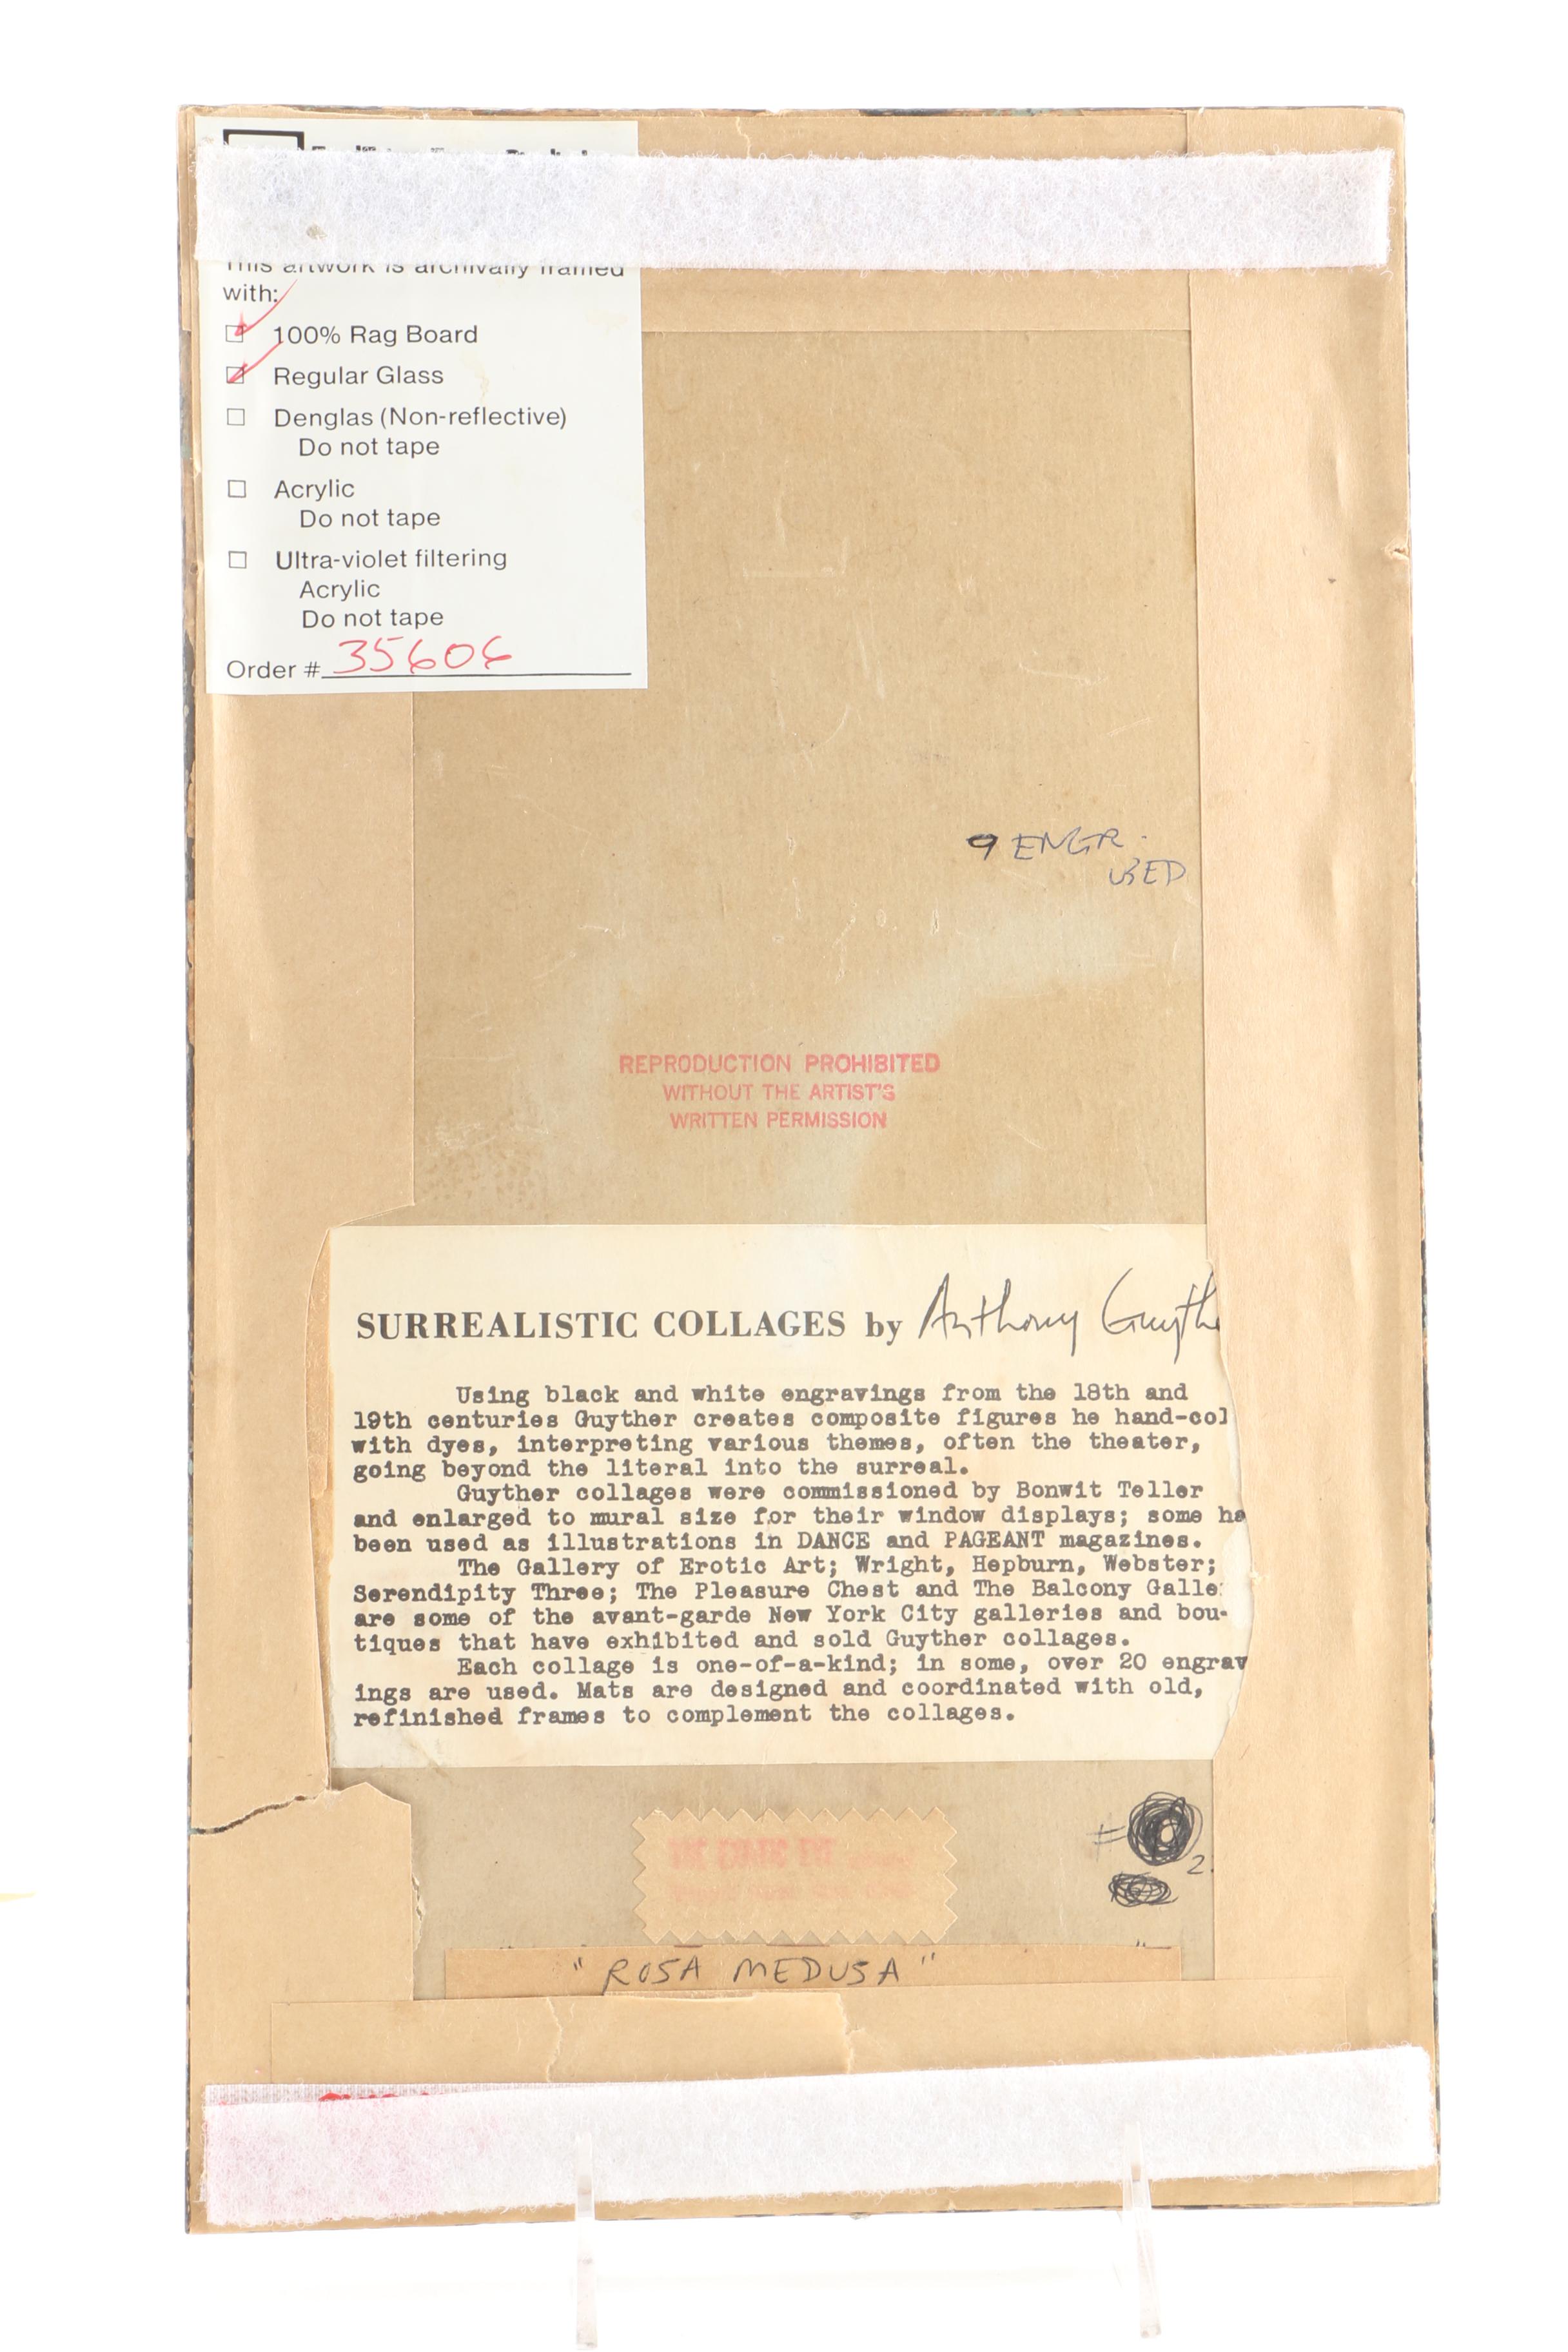 This artwork is archivally framed
with:
100% Rag Board
Regular Glass
Denglas (Non-reflective)
Do not tape
Acrylic
Do not tape
Ultra-violet filtering
Acrylic
Do not tape
Order # 35606
9 ENGR.
USED
REPRODUCTION PROHIBITED
WITHOUT THE ARTIST'S
WRITTEN PERMISSION
SURREALISTIC COLLAGES by Anthony Guythe
Using black and white engravings from the 18th and
19th centuries Guyther creates composite figures he hand-col
with dyes, interpreting various themes, often the theater,
going beyond the literal into the surreal.
Guyther collages were commissioned by Bonwit Teller
and enlarged to mural size for their window displays; some ha
been used as illustrations in DANCE and PAGEANT magazines.
The Gallery of Erotic Art; Wright, Hepburn, Webster;
Serendipity Three; The Pleasure Chest and The Balcony Galle
are some of the avant-garde New York City galleries and bou-
tiques that have exhibited and sold Guyther collages.
Each collage is one-of-a-kind; in some, over 20 engrav
ings are used. Mats are designed and coordinated with old,
refinished frames to complement the collages.
#
2.
"ROSA MEDUSA"